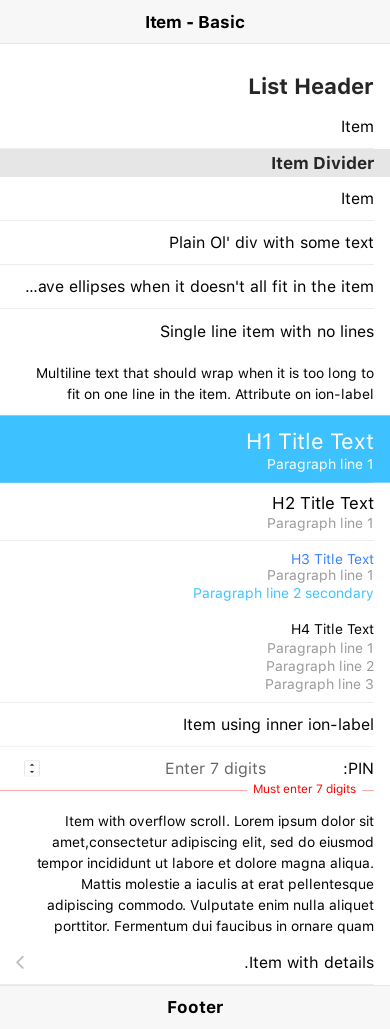 Item - Basic
List Header
Item
Item Divider
Item
Plain Ol' div with some text
...ave ellipses when it doesn't all fit in the item
Single line item with no lines
Multiline text that should wrap when it is too long to
fit on one line in the item. Attribute on ion-label
H1 Title Text
Paragraph line 1
H2 Title Text
Paragraph line 1
H3 Title Text
Paragraph line 1
Paragraph line 2 secondary
H4 Title Text
Paragraph line 1
Paragraph line 2
Paragraph line 3
Item using inner ion-label
:PIN
Enter 7 digits
Must enter 7 digits
Item with overflow scroll. Lorem ipsum dolor sit
amet,consectetur adipiscing elit, sed do eiusmod
tempor incididunt ut labore et dolore magna aliqua.
Mattis molestie a iaculis at erat pellentesque
adipiscing commodo. Vulputate enim nulla aliquet
porttitor. Fermentum dui faucibus in ornare quam
.Item with details
Footer